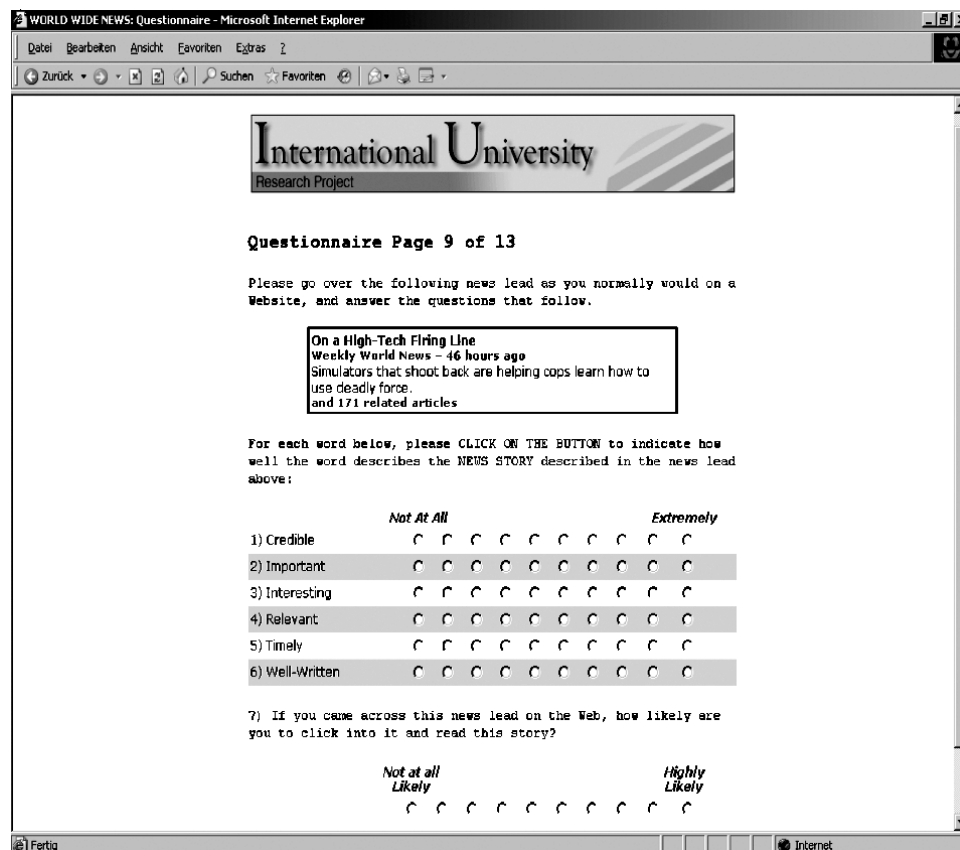 WORLD WIDE NEWS: Questionnaire - Microsoft Internet Explorer
Datei Bearbeiten Ansicht Favoriten Extras ?
Zurück Suchen Favoriten
International University
Research Project
Questionnaire Page 9 of 13
Please go over the following news lead as you normally would on a
Website, and answer the questions that follow.
On a High-Tech Firing Line
Weekly World News – 46 hours ago
Simulators that shoot back are helping cops learn how to
use deadly force.
and 171 related articles
For each word below, please CLICK ON THE BUTTON to indicate how
well the word describes the NEWS STORY described in the news lead
above:
Not At All Extremely
1) Credible
2) Important
3) Interesting
4) Relevant
5) Timely
6) Well-Written
7) If you came across this news lead on the Web, how likely are
you to click into it and read this story?
Not at all Highly
Likely Likely
Fertig Internet